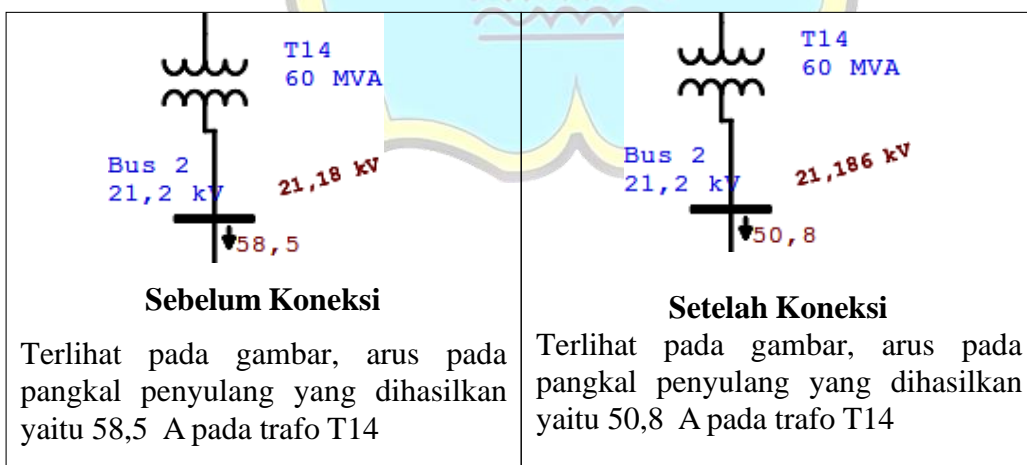 T14
60 MVA
Bus 2
21,2 kV
21,18 kV
58,5
Sebelum Koneksi
Terlihat pada gambar, arus pada
pangkal penyulang yang dihasilkan
yaitu 58,5 A pada trafo T14
T14
60 MVA
Bus 2
21,2 kV
21,186 kV
50,8
Setelah Koneksi
Terlihat pada gambar, arus pada
pangkal penyulang yang dihasilkan
yaitu 50,8 A pada trafo T14